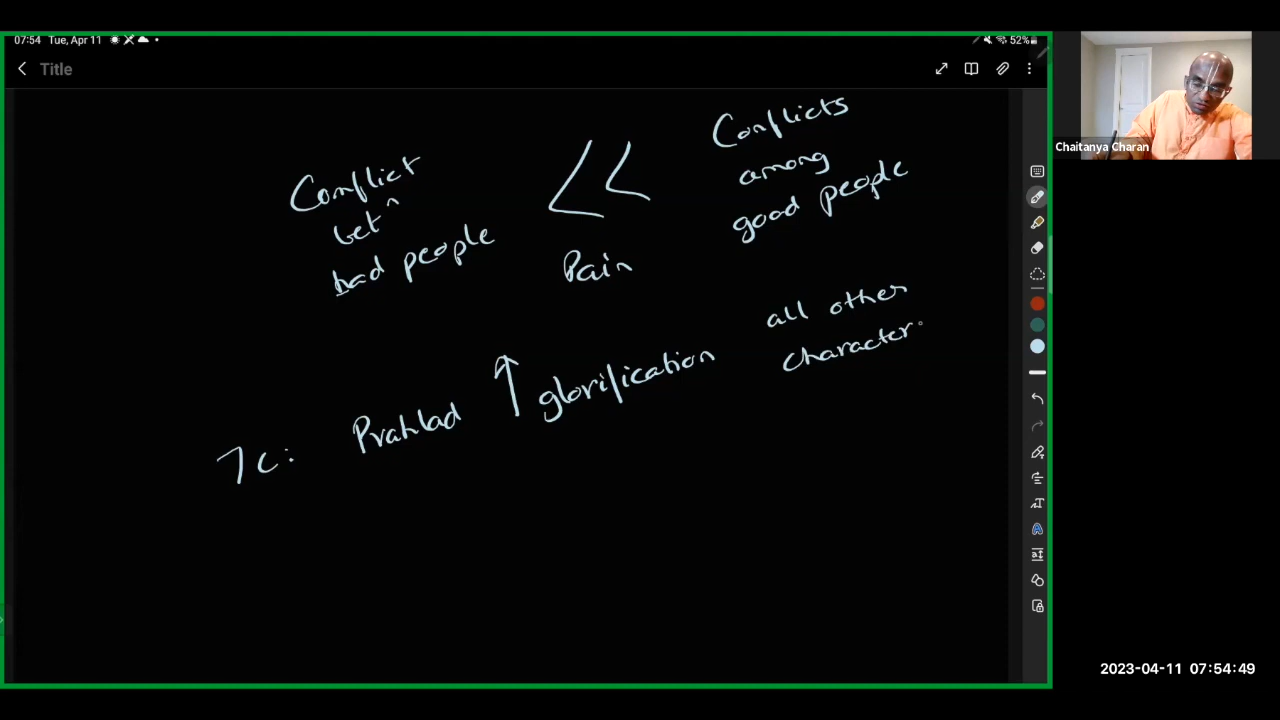 07:54 Tue, Apr 11
52%
Title
Conflict
betn
bad people
<<
Pain
Conflicts
among
good people
7c: Prahlad ↑ glorification
all other
character
Chaitanya Charan
2023-04-11 07:54:49